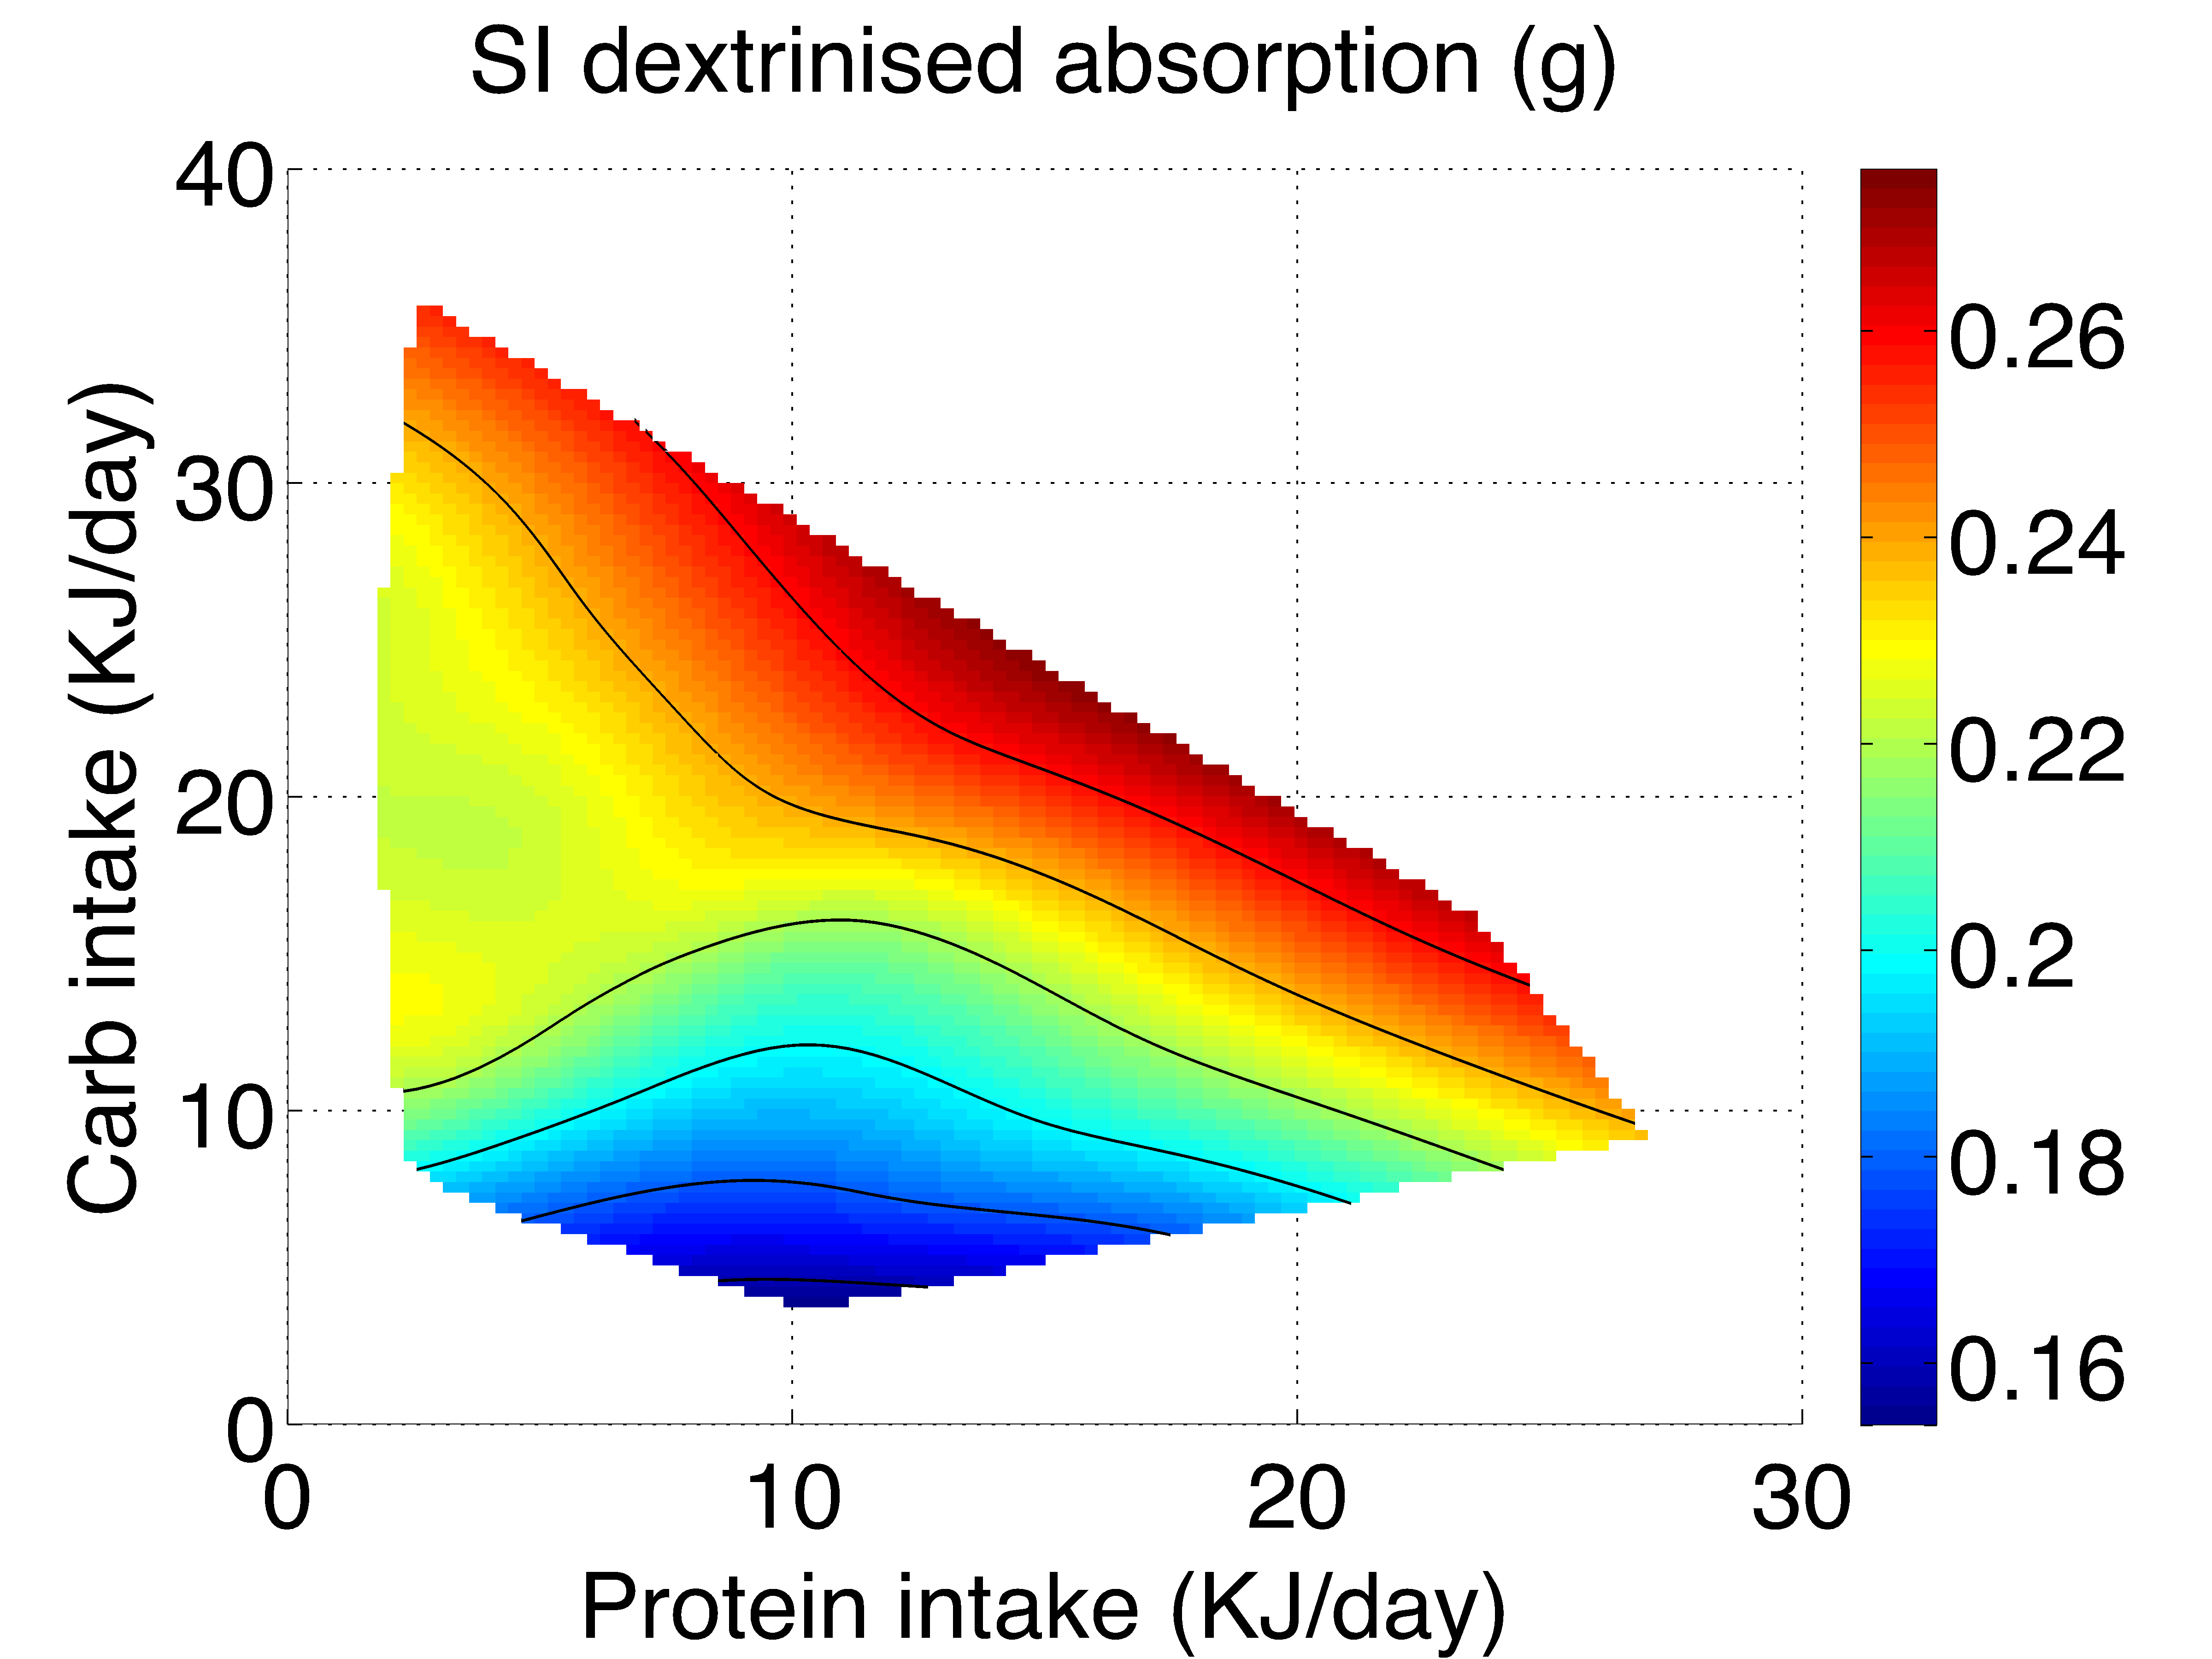 SI dextrinised absorption (g)
40
30
20
10
0
Carb intake (KJ/day)
0 10 20 30
Protein intake (KJ/day)
0.26
0.24
0.22
0.2
0.18
0.16